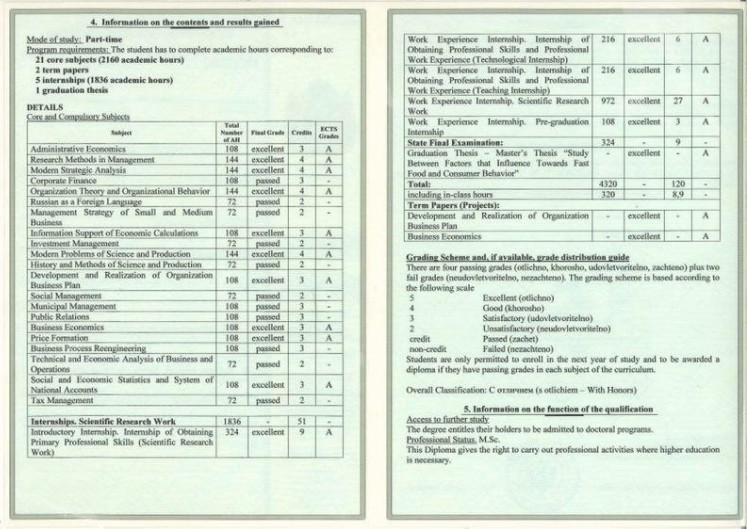 4. Information on the contents and results gained
Mode of study: Part-time
Program requirements: The student has to complete academic hours corresponding to:
21 core subjects (2160 academic hours)
2 term papers
5 internships (1836 academic hours)
1 graduation thesis
DETAILS
Core and Compulsory Subjects
Subject Total Number of AH Final Grade Credits ECTS Grades
Administrative Economics 108 excellent 3 A
Research Methods in Management 144 excellent 4 A
Modern Strategic Analysis 144 excellent 4 A
Corporate Finance 108 passed 3 -
Organization Theory and Organizational Behavior 144 excellent 4 A
Russian as a Foreign Language 72 passed 2 -
Management Strategy of Small and Medium
Business 72 passed 2 -
Information Support of Economic Calculations 108 excellent 3 A
Investment Management 72 passed 2 -
Modern Problems of Science and Production 144 excellent 4 A
History and Methods of Science and Production 72 passed 2 -
Development and Realization of Organization
Business Plan 108 excellent 3 A
Social Management 72 passed 2 -
Municipal Management 108 passed 3 -
Public Relations 108 passed 3 -
Business Economics 108 excellent 3 A
Price Formation 108 excellent 3 A
Business Process Reengineering 108 passed 3 -
Technical and Economic Analysis of Business and
Operations 72 passed 2 -
Social and Economic Statistics and System of
National Accounts 108 excellent 3 A
Tax Management 72 passed 2 -
Internships. Scientific Research Work 1836 - 51 -
Introductory Internship. Internship of Obtaining 324 excellent 9 A
Primary Professional Skills (Scientific Research
Work)
Work Experience Internship. Internship of 216 excellent 6 A
Obtaining Professional Skills and Professional
Work Experience (Technological Internship)
Work Experience Internship. Internship of 216 excellent 6 A
Obtaining Professional Skills and Professional
Work Experience (Teaching Internship)
Work Experience Internship. Scientific Research 972 excellent 27 A
Work
Work Experience Internship. Pre-graduation 108 excellent 3 A
Internship
State Final Examination: 324 - 9 -
Graduation Thesis – Master's Thesis "Study - excellent - A
Between Factors that Influence Towards Fast
Food and Consumer Behavior"
Total: 4320 - 120 -
including in-class hours 320 - 8,9 -
Term Papers (Projects):
Development and Realization of Organization - excellent - A
Business Plan
Business Economics - excellent - A
Grading Scheme and, if available, grade distribution guide
There are four passing grades (otlichno, khorosho, udovletvoritelno, zachteno) plus two
fail grades (neudovletvoritelno, nezachteno). The grading scheme is based according to
the following scale
5 Excellent (otlichno)
4 Good (khorosho)
3 Satisfactory (udovletvoritelno)
2 Unsatisfactory (neudovletvoritelno)
credit Passed (zachet)
non-credit Failed (nezachteno)
Students are only permitted to enroll in the next year of study and to be awarded a
diploma if they have passing grades in each subject of the curriculum.
Overall Classification: С отличием (s otlichiem – With Honors)
5. Information on the function of the qualification
Access to further study
The degree entitles their holders to be admitted to doctoral programs.
Professional Status. M.Sc.
This Diploma gives the right to carry out professional activities where higher education
is necessary.